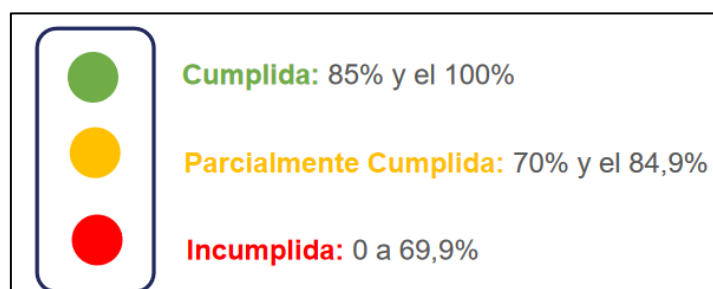 Cumplida: 85% y el 100%
Parcialmente Cumplida: 70% y el 84,9%
Incumplida: 0 a 69,9%